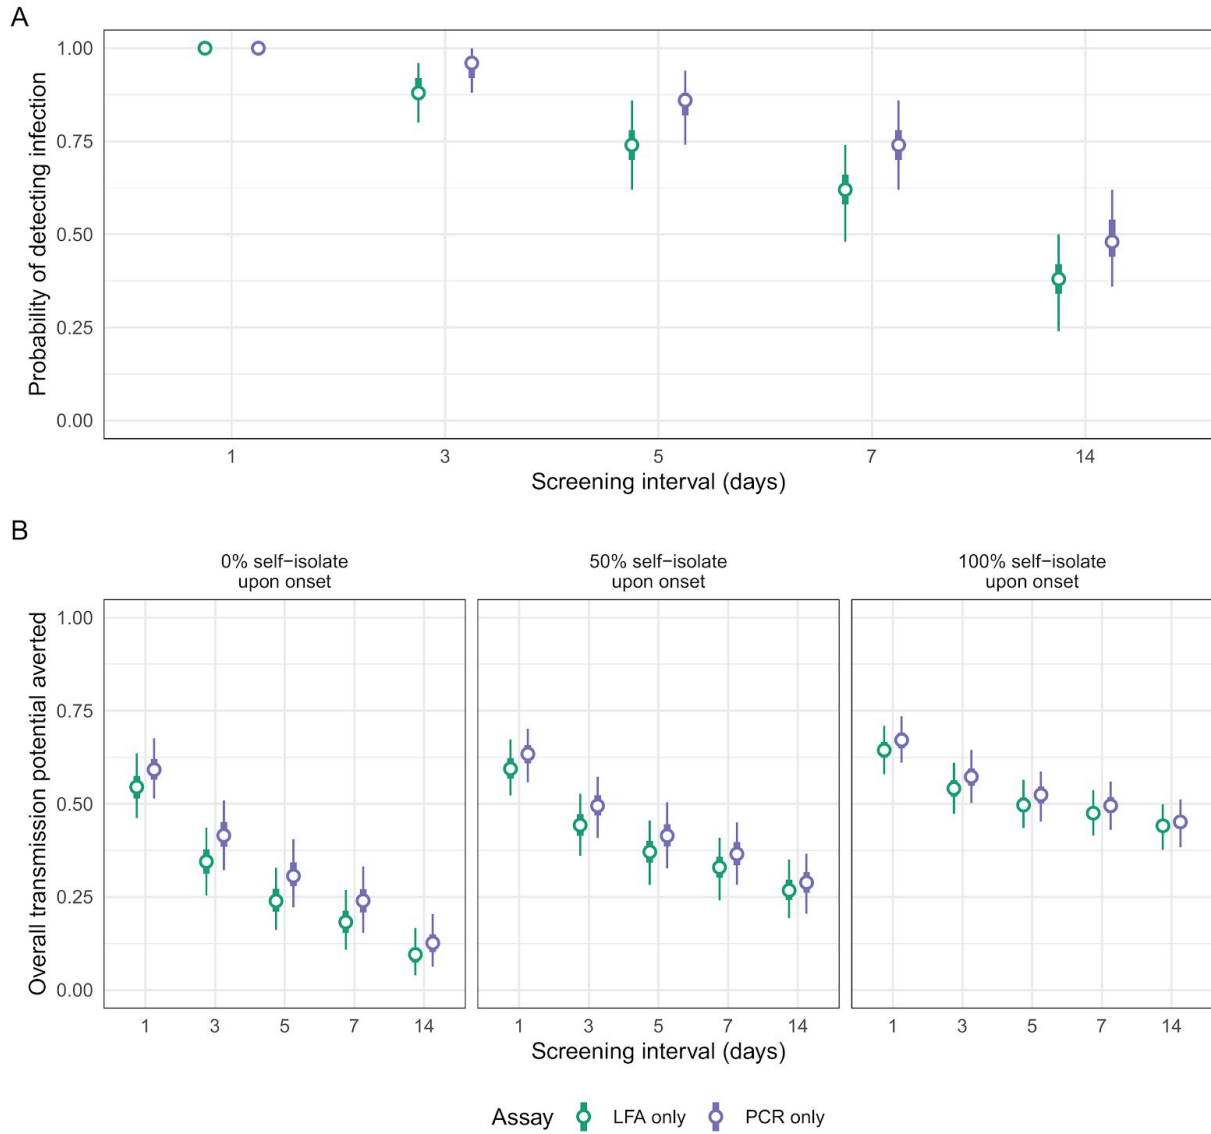 A
Probability of detecting infection
1.00
0.75
0.50
0.25
0.00
1 3 5 7 14
Screening interval (days)
B
0% self−isolate
upon onset
50% self−isolate
upon onset
100% self−isolate
upon onset
Overall transmission potential averted
1.00
0.75
0.50
0.25
0.00
1 3 5 7 14
1 3 5 7 14
1 3 5 7 14
Screening interval (days)
Assay LFA only PCR only